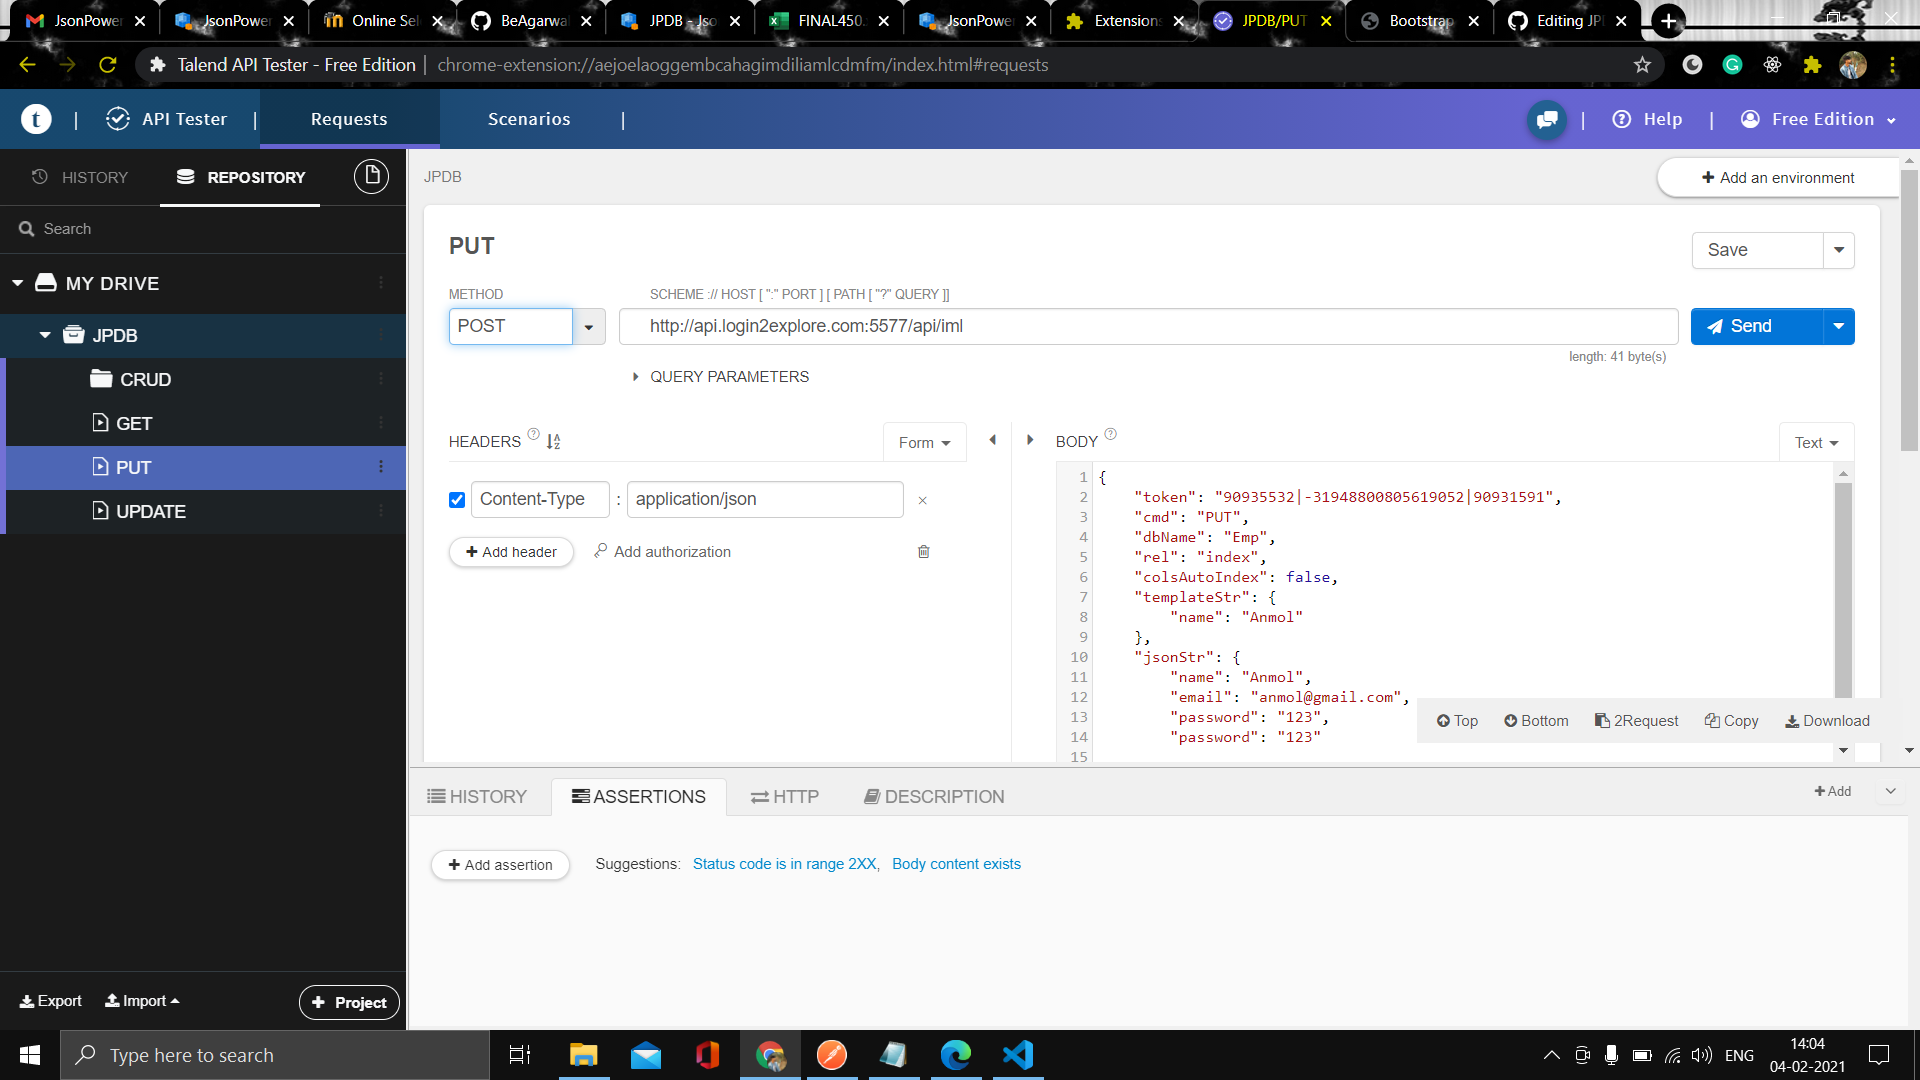 JsonPower
JsonPower
Online Sel
BeAgarwa
JPDB - Jso
FINAL450.
JsonPower
Extensions
JPDB/PUT
Bootstrap
Editing JP
Talend API Tester - Free Edition | chrome-extension://aejoelaoggembcahagimdiliamlcdmfm/index.html#requests
t | API Tester | Requests Scenarios | | Help | Free Edition
HISTORY REPOSITORY
Search
MY DRIVE
JPDB
CRUD
GET
PUT
UPDATE
Export Import + Project
JPDB
+ Add an environment
PUT
Save
METHOD SCHEME :// HOST [ ":" PORT ] [ PATH [ "?" QUERY ]]
POST http://api.login2explore.com:5577/api/iml Send
length: 41 byte(s)
QUERY PARAMETERS
HEADERS ? Form
Content-Type : application/json ×
+ Add header Add authorization
BODY ? Text
1 {
2 "token": "90935532|-31948800805619052|90931591",
3 "cmd": "PUT",
4 "dbName": "Emp",
5 "rel": "index",
6 "colsAutoIndex": false,
7 "templateStr": {
8 "name": "Anmol"
9 },
10 "jsonStr": {
11 "name": "Anmol",
12 "email": "anmol@gmail.com",
13 "password": "123",
14 "password": "123"
15
Top Bottom 2Request Copy Download
HISTORY ASSERTIONS HTTP DESCRIPTION + Add
+ Add assertion Suggestions: Status code is in range 2XX, Body content exists
Type here to search
ENG
14:04
04-02-2021